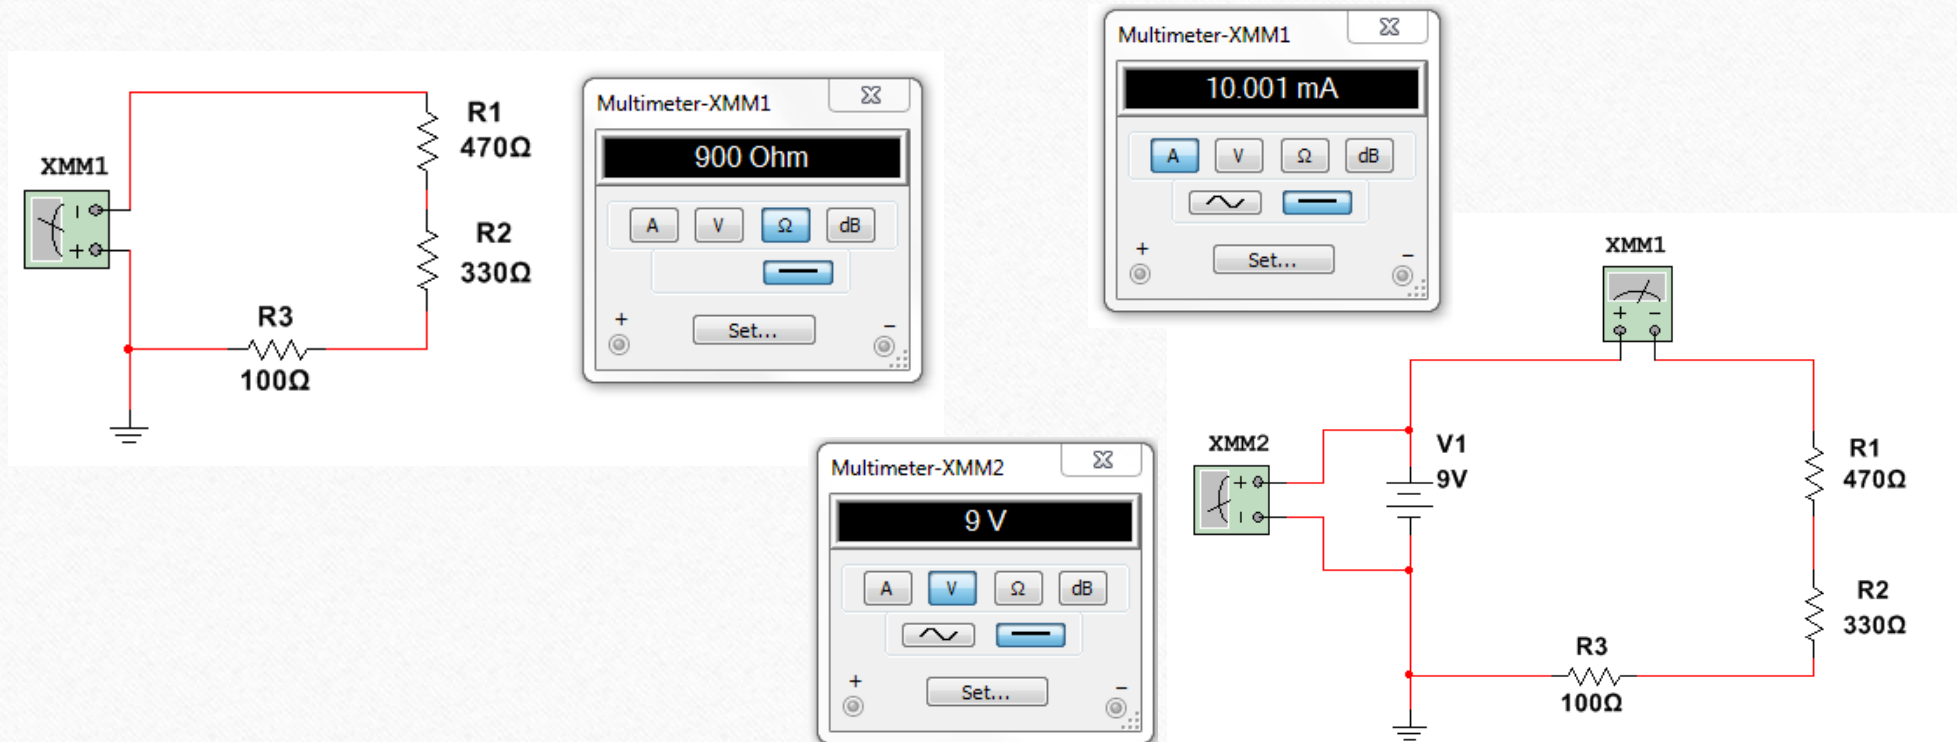 XMM1
R1
470Ω
R2
330Ω
R3
100Ω
Multimeter-XMM1
900 Ohm
A V Ω dB
+ −
Set...
Multimeter-XMM1
10.001 mA
A V Ω dB
+ −
Set...
Multimeter-XMM2
9 V
A V Ω dB
+ −
Set...
XMM1
+ −
XMM2
+
V1
9V
R1
470Ω
R2
330Ω
R3
100Ω